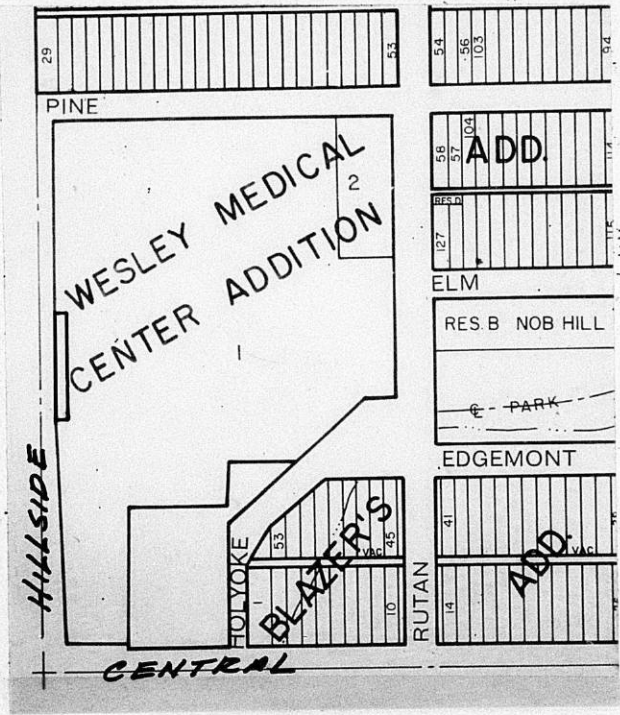 29
53
54
56
103
94
PINE
58
57
104
ADD.
114
WESLEY MEDICAL
CENTER ADDITION
2
1
RES.D
127
ELM
RES. B NOB HILL
℄ PARK
EDGEMONT
HILLSIDE
HOLYOKE
53
45
VAC
BLAZER'S
1
10
RUTAN
41
VAC
ADD.
14
CENTRAL